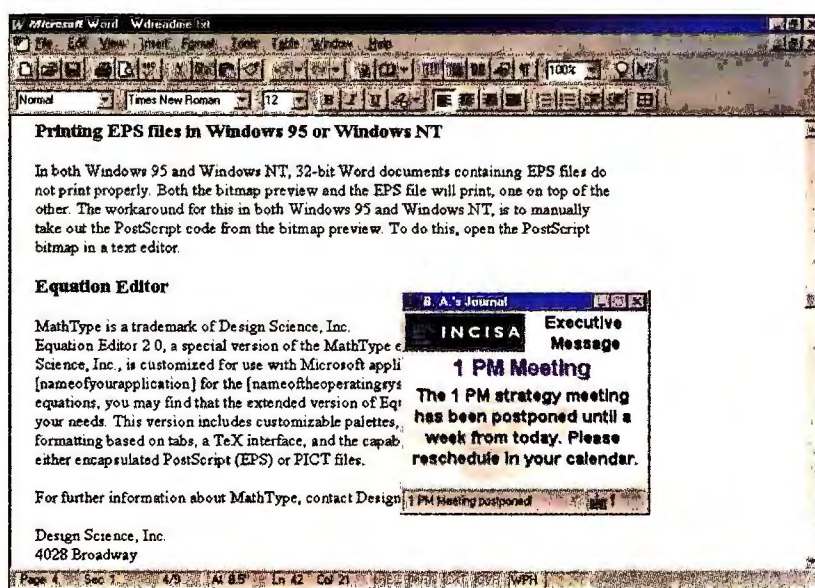 Microsoft Word - Wdreadme.txt
File Edit View Insert Format Tools Table Window Help
100%
Normal Times New Roman 12 B I U
Printing EPS files in Windows 95 or Windows NT
In both Windows 95 and Windows NT, 32-bit Word documents containing EPS files do
not print properly. Both the bitmap preview and the EPS file will print, one on top of the
other. The workaround for this in both Windows 95 and Windows NT, is to manually
take out the PostScript code from the bitmap preview. To do this, open the PostScript
bitmap in a text editor.
Equation Editor
MathType is a trademark of Design Science, Inc.
Equation Editor 2.0, a special version of the MathType e
Science, Inc., is customized for use with Microsoft appli
[nameofyourapplication] for the [nameoftheoperatingsys
equations, you may find that the extended version of Equ
your needs. This version includes customizable palettes,
formatting based on tabs, a TeX interface, and the capab
either encapsulated PostScript (EPS) or PICT files.
For further information about MathType, contact Design
Design Science, Inc.
4028 Broadway
B. A.'s Journal
INCISA
Executive
Message
1 PM Meeting
The 1 PM strategy meeting
has been postponed until a
week from today. Please
reschedule in your calendar.
1 PM Meeting postponed
Page 4 Sec 1 4/9 At 8.5" Ln 42 Col 21 WPH